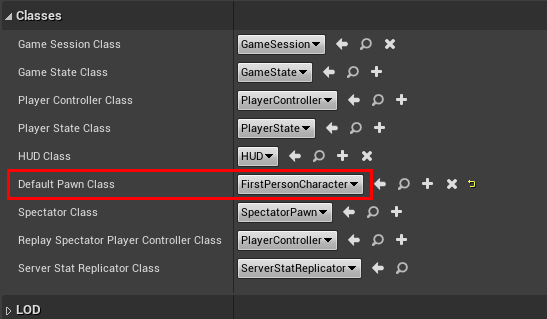 Classes
Game Session Class GameSession
Game State Class GameState
Player Controller Class PlayerController
Player State Class PlayerState
HUD Class HUD
Default Pawn Class FirstPersonCharacter
Spectator Class SpectatorPawn
Replay Spectator Player Controller Class PlayerController
Server Stat Replicator Class ServerStatReplicator
LOD